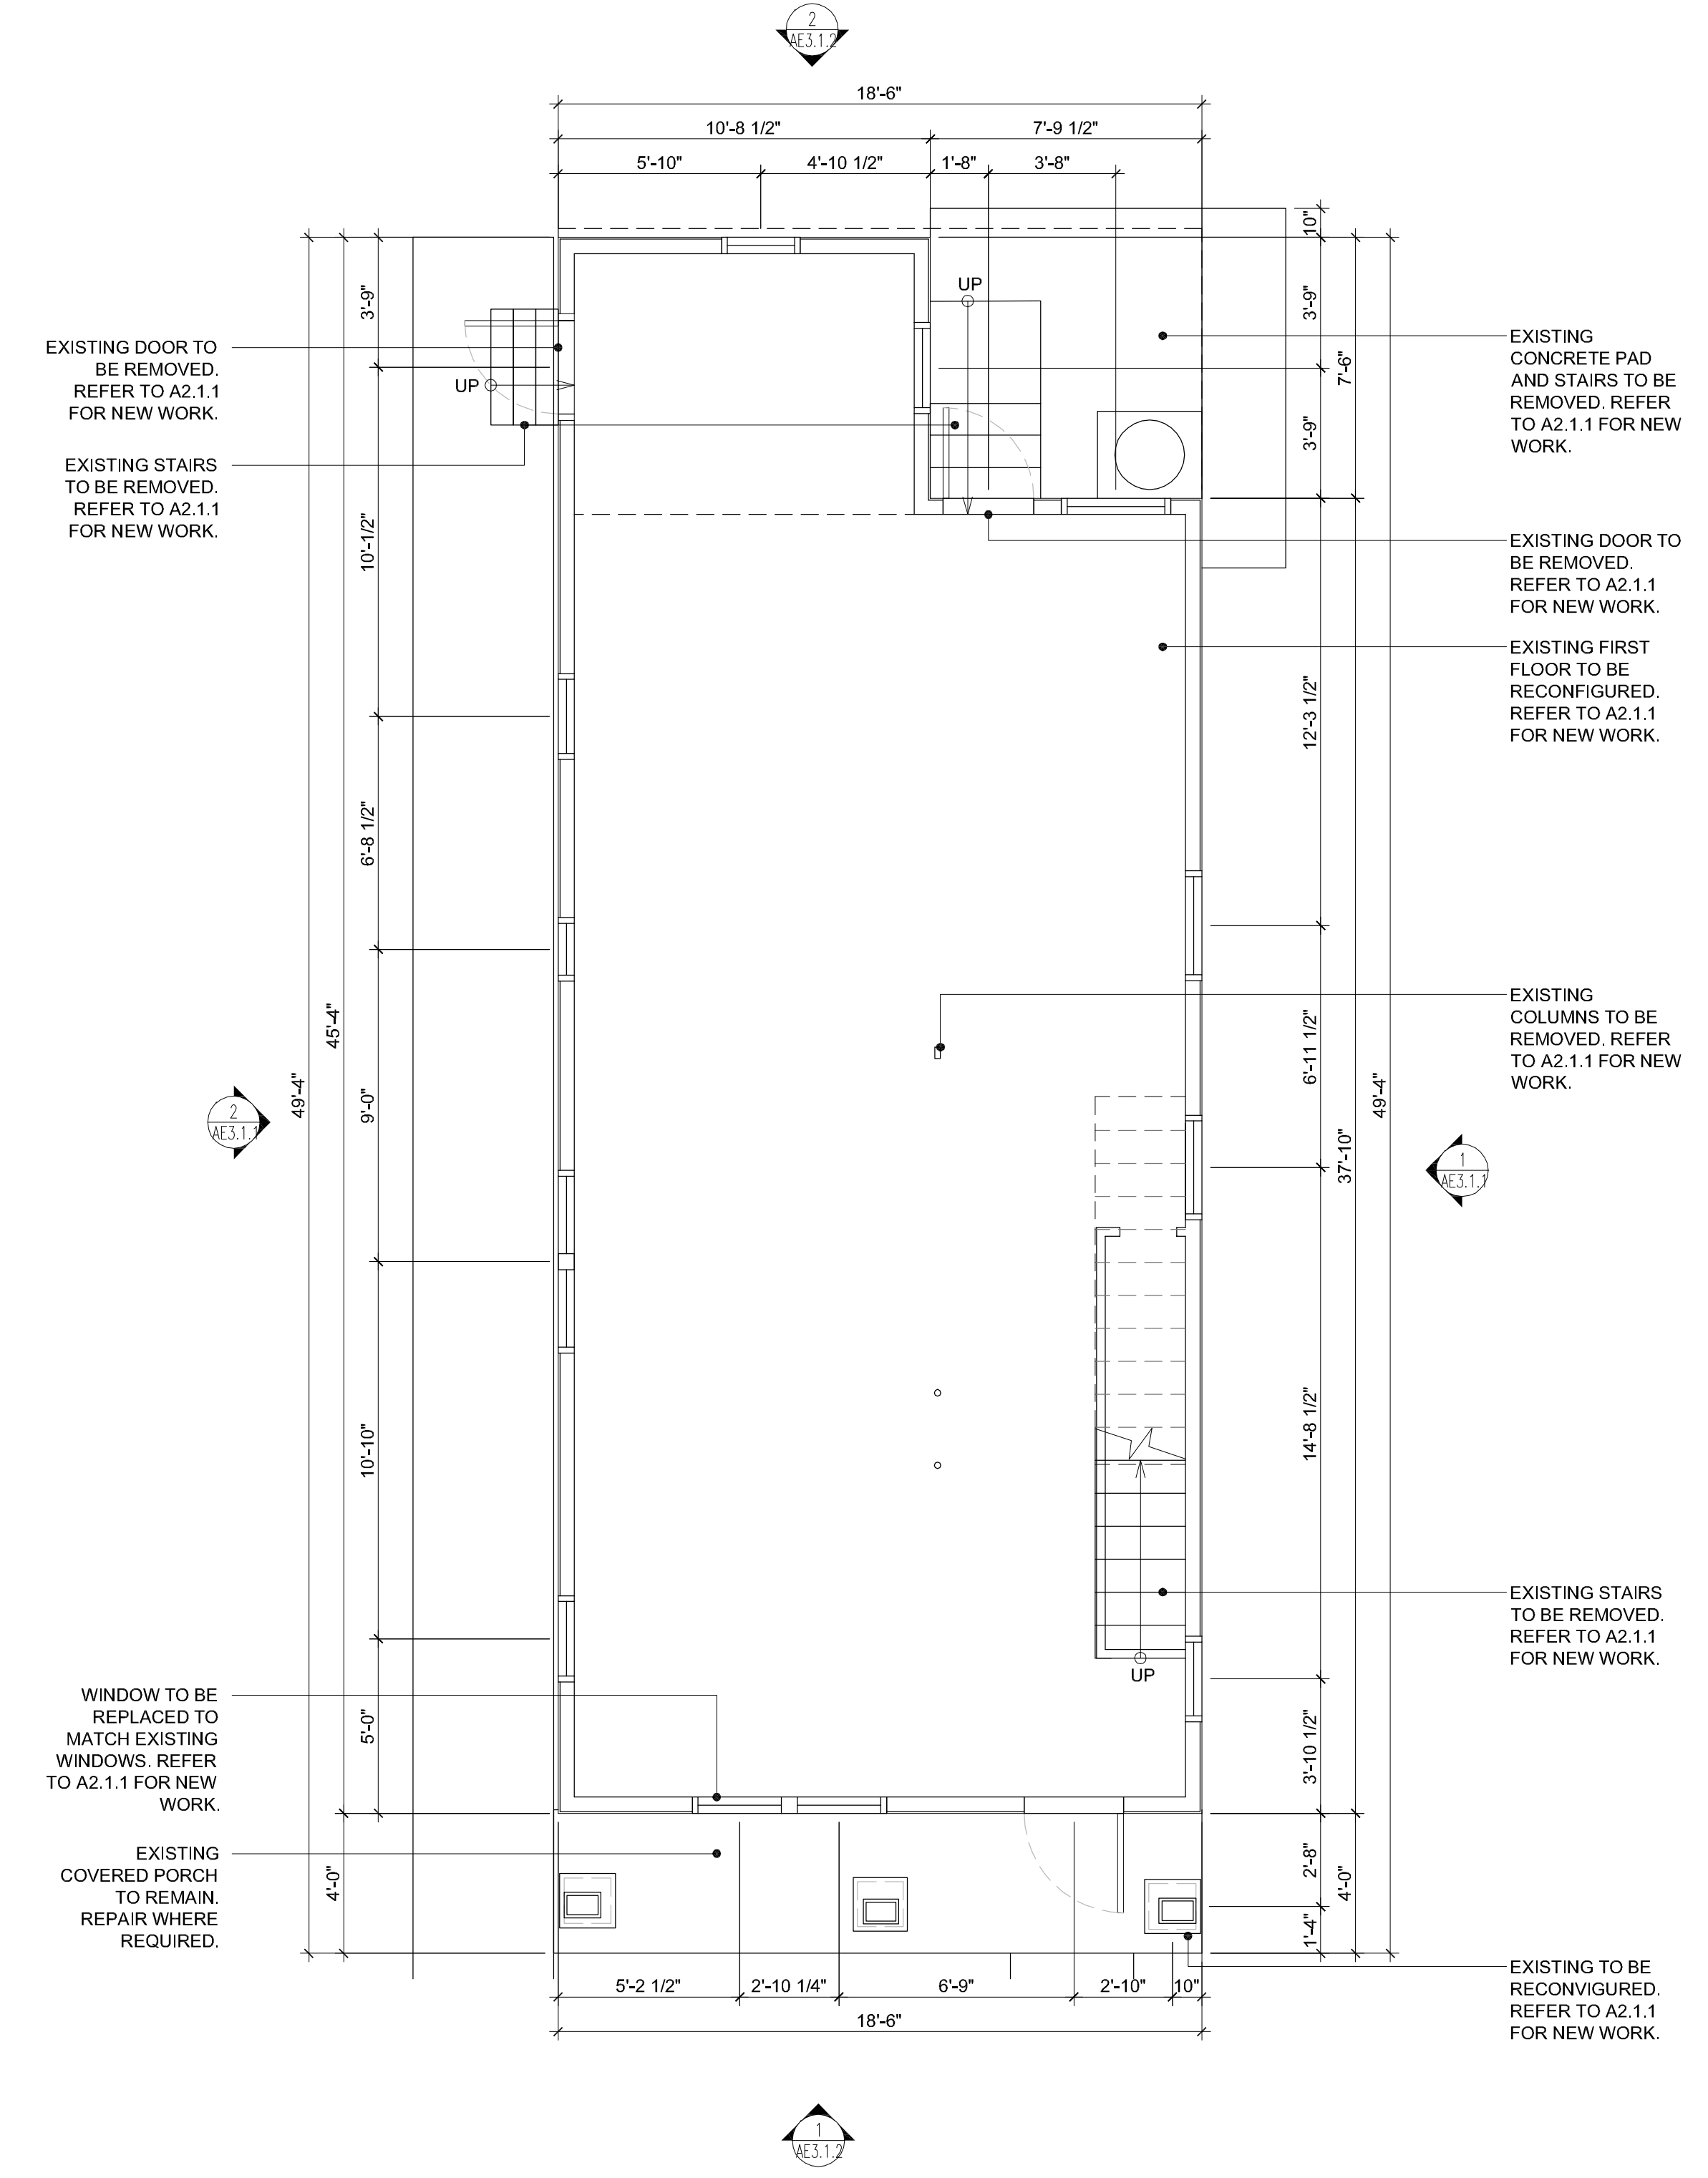 2
AE3.1.2
18'-6"
10'-8 1/2"
7'-9 1/2"
5'-10"
4'-10 1/2"
1'-8"
3'-8"
10"
3'-9"
3'-9"
7'-6"
3'-9"
UP
UP
EXISTING DOOR TO
BE REMOVED.
REFER TO A2.1.1
FOR NEW WORK.
EXISTING STAIRS
TO BE REMOVED.
REFER TO A2.1.1
FOR NEW WORK.
EXISTING
CONCRETE PAD
AND STAIRS TO BE
REMOVED. REFER
TO A2.1.1 FOR NEW
WORK.
EXISTING DOOR TO
BE REMOVED.
REFER TO A2.1.1
FOR NEW WORK.
EXISTING FIRST
FLOOR TO BE
RECONFIGURED.
REFER TO A2.1.1
FOR NEW WORK.
10'-1/2"
12'-3 1/2"
6'-8 1/2"
45'-4"
49'-4"
9'-0"
6'-11 1/2"
49'-4"
37'-10"
EXISTING
COLUMNS TO BE
REMOVED. REFER
TO A2.1.1 FOR NEW
WORK.
2
AE3.1.1
1
AE3.1.1
10'-10"
14'-8 1/2"
EXISTING STAIRS
TO BE REMOVED.
REFER TO A2.1.1
FOR NEW WORK.
UP
WINDOW TO BE
REPLACED TO
MATCH EXISTING
WINDOWS. REFER
TO A2.1.1 FOR NEW
WORK.
5'-0"
3'-10 1/2"
EXISTING
COVERED PORCH
TO REMAIN.
REPAIR WHERE
REQUIRED.
4'-0"
2'-8"
4'-0"
1'-4"
EXISTING TO BE
RECONVIGURED.
REFER TO A2.1.1
FOR NEW WORK.
5'-2 1/2"
2'-10 1/4"
6'-9"
2'-10"
10"
18'-6"
1
AE3.1.2